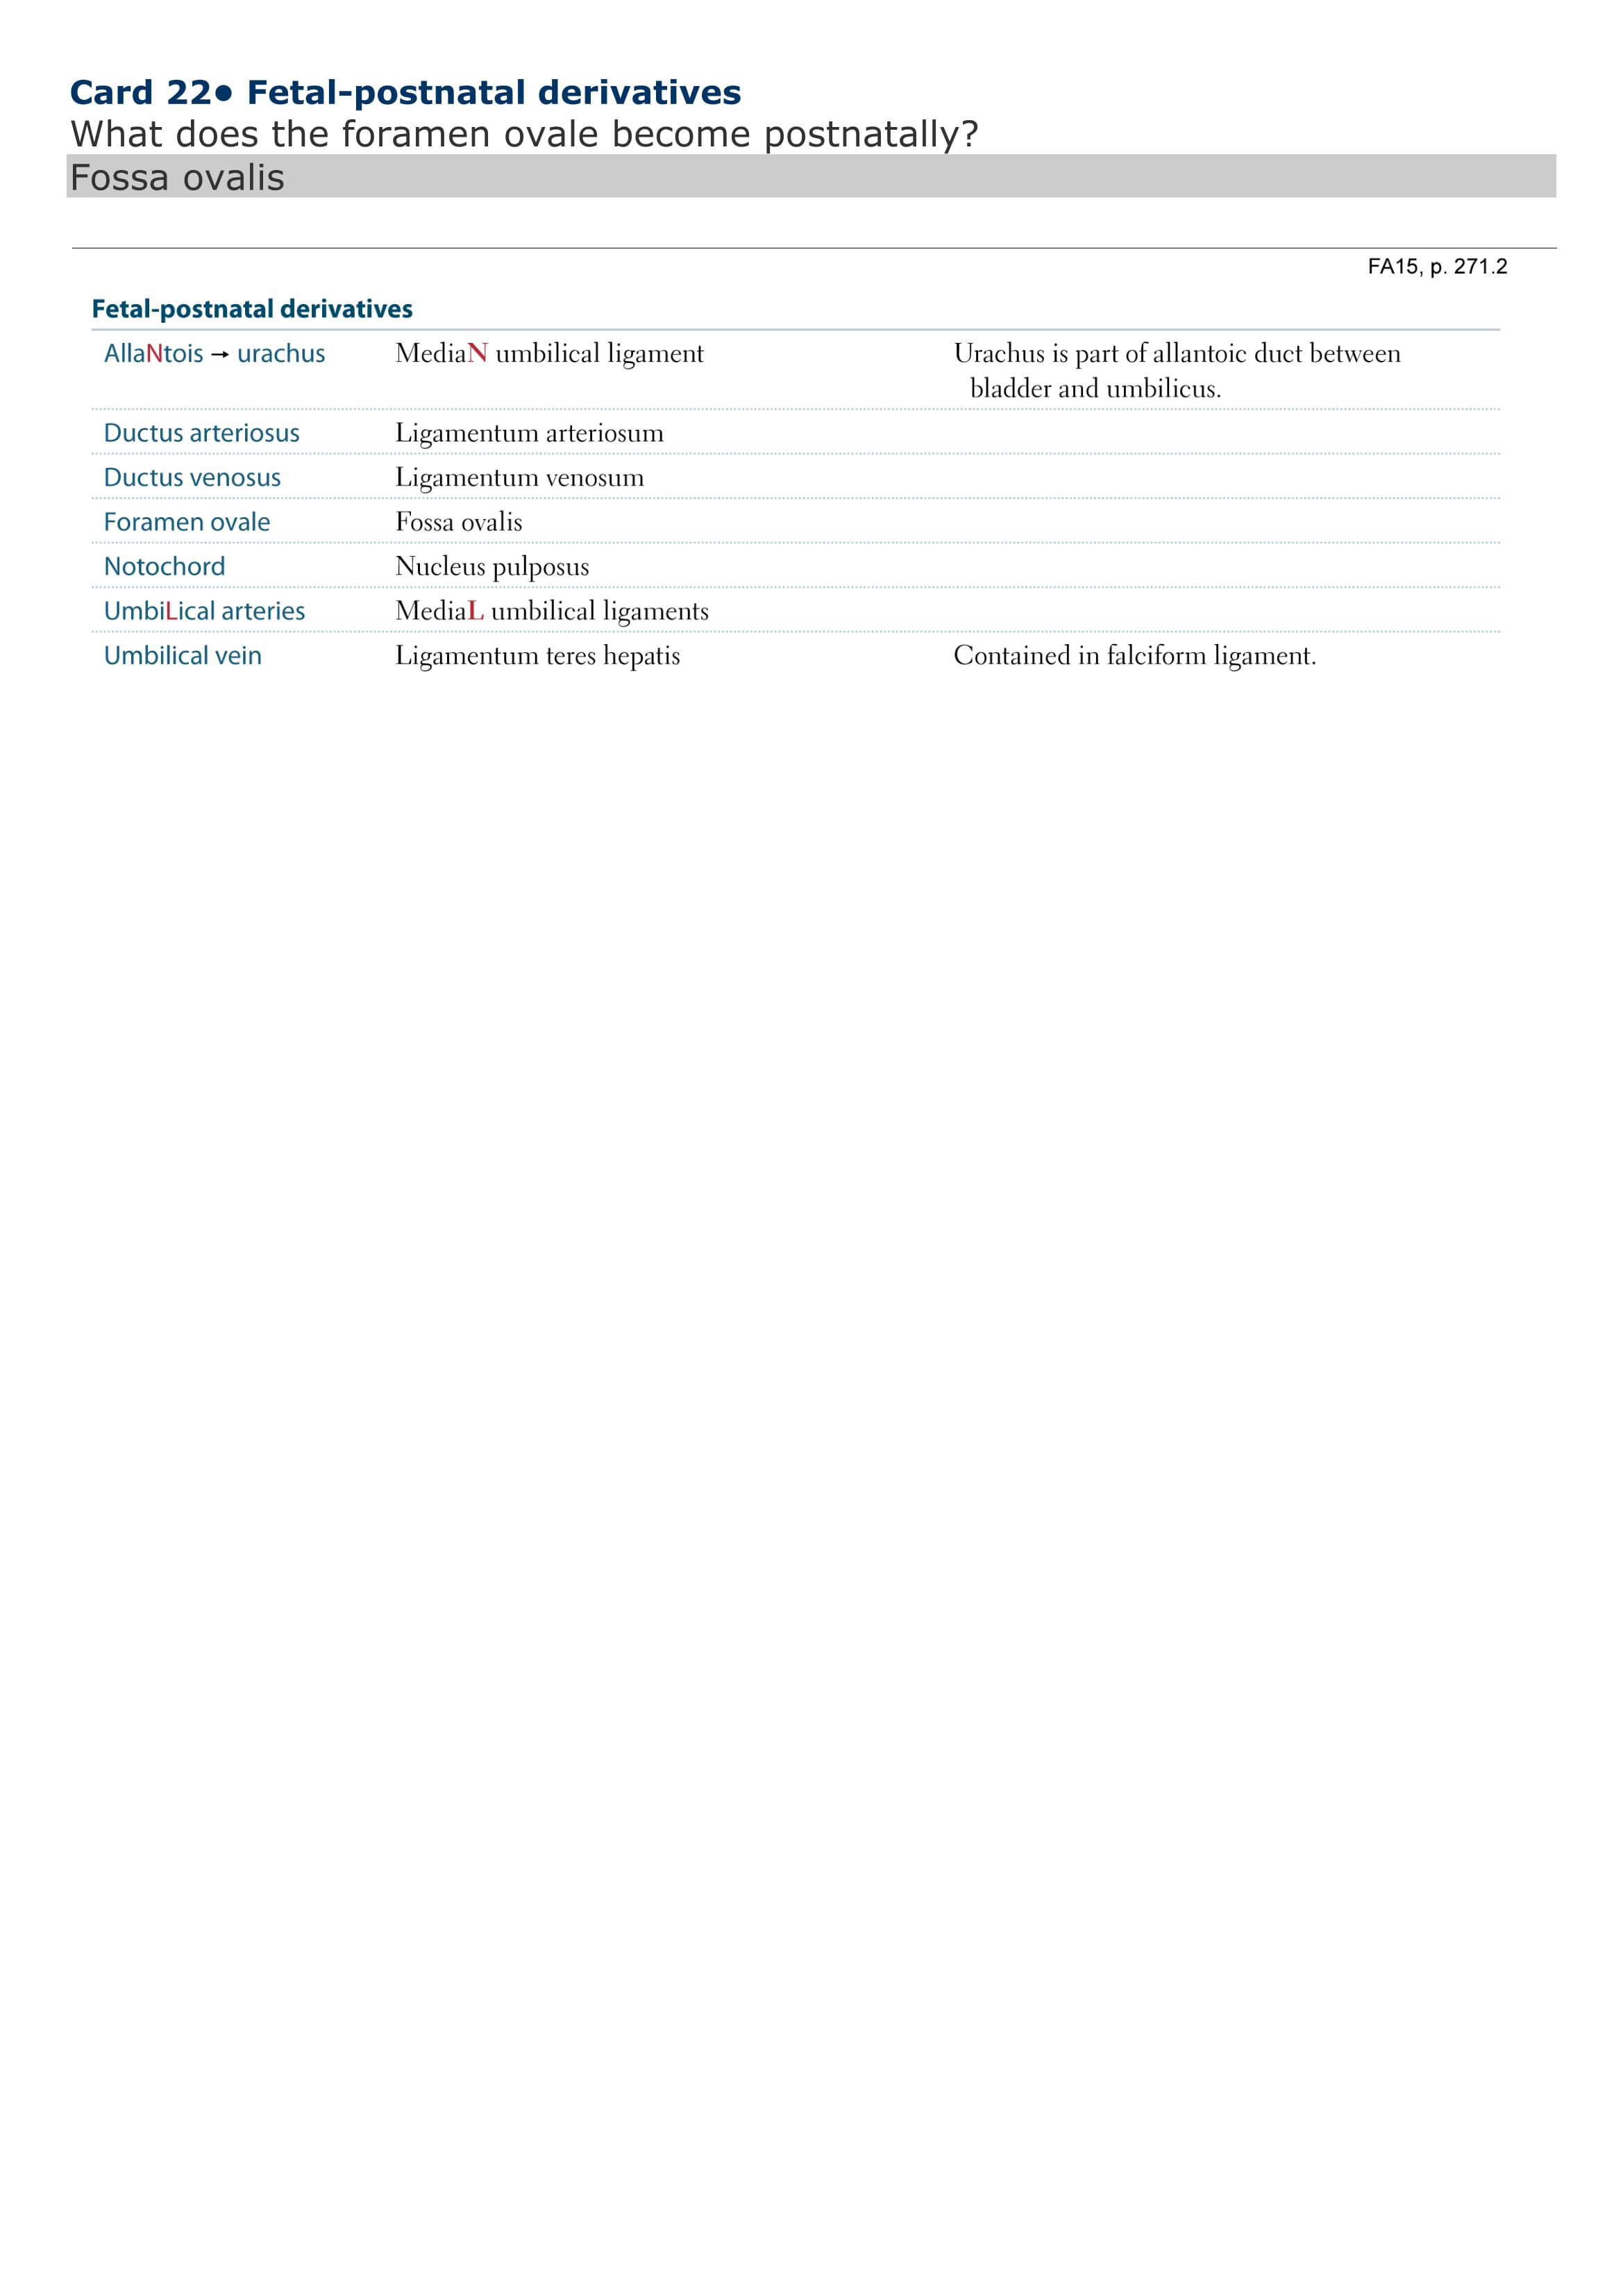 Card 22• Fetal-postnatal derivatives
What does the foramen ovale become postnatally?
Fossa ovalis
FA15, p. 271.2
Fetal-postnatal derivatives
AllaNtois → urachus MediaN umbilical ligament Urachus is part of allantoic duct between
bladder and umbilicus.
Ductus arteriosus Ligamentum arteriosum
Ductus venosus Ligamentum venosum
Foramen ovale Fossa ovalis
Notochord Nucleus pulposus
UmbiLical arteries MediaL umbilical ligaments
Umbilical vein Ligamentum teres hepatis Contained in falciform ligament.